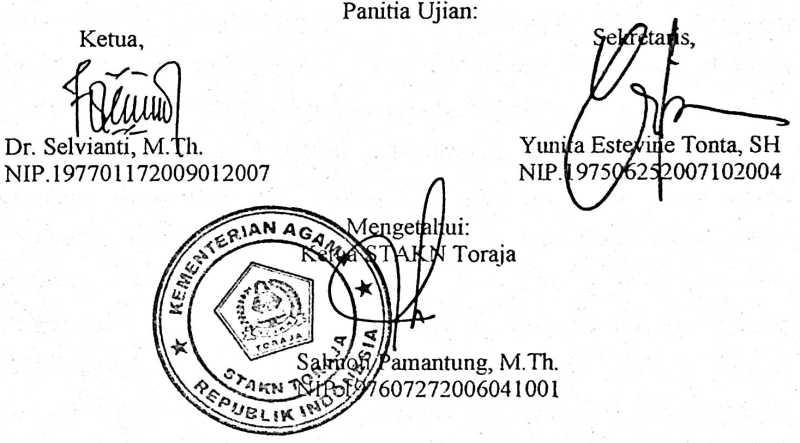 Panitia Ujian:
Ketua,
Sekretaris,
Dr. Selvianti, M.Th.
NIP.197701172009012007
Yunita Estevine Tonta, SH
NIP.197506252007102004
Mengetahui:
Ketua STAKN Toraja
KEMENTERIAN AGAMA
TORAJA
STAKN TORAJA
REPUBLIK INDONESIA
Salmon Pamantung, M.Th.
NIP.197607272006041001